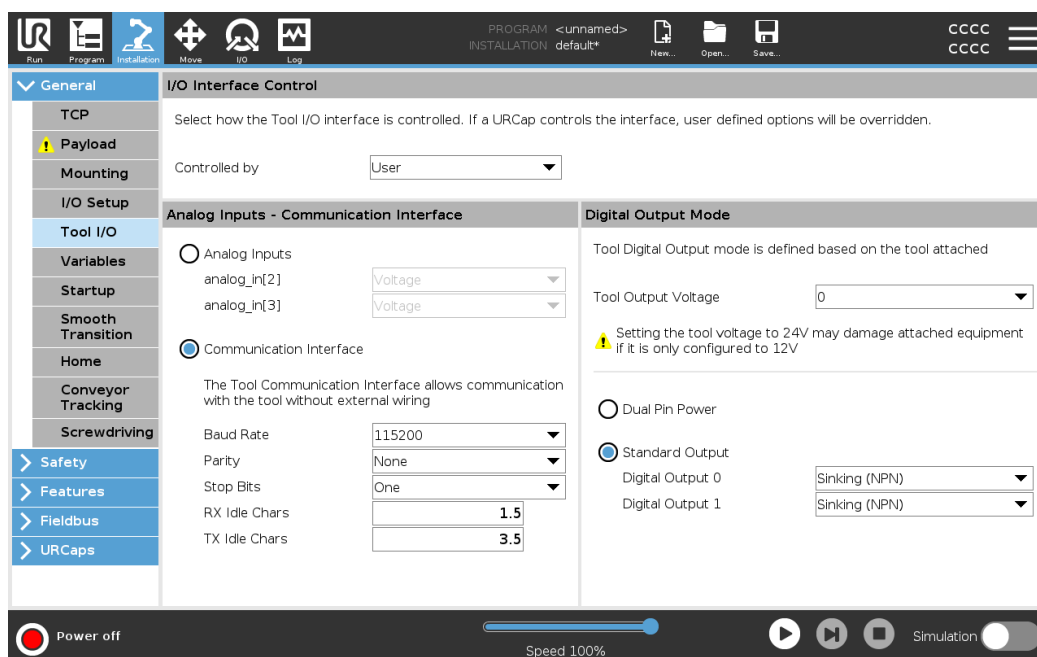 PROGRAM <unnamed>
INSTALLATION default*
Run
Program
Installation
Move
I/O
Log
New...
Open...
Save...
CCCC
CCCC
General
TCP
Payload
Mounting
I/O Setup
Tool I/O
Variables
Startup
Smooth
Transition
Home
Conveyor
Tracking
Screwdriving
Safety
Features
Fieldbus
URCaps
I/O Interface Control
Select how the Tool I/O interface is controlled. If a URCap controls the interface, user defined options will be overridden.
Controlled by User
Analog Inputs - Communication Interface
Analog Inputs
analog_in[2] Voltage
analog_in[3] Voltage
Communication Interface
The Tool Communication Interface allows communication
with the tool without external wiring
Baud Rate 115200
Parity None
Stop Bits One
RX Idle Chars 1.5
TX Idle Chars 3.5
Digital Output Mode
Tool Digital Output mode is defined based on the tool attached
Tool Output Voltage 0
Setting the tool voltage to 24V may damage attached equipment
if it is only configured to 12V
Dual Pin Power
Standard Output
Digital Output 0 Sinking (NPN)
Digital Output 1 Sinking (NPN)
Power off
Speed 100%
Simulation